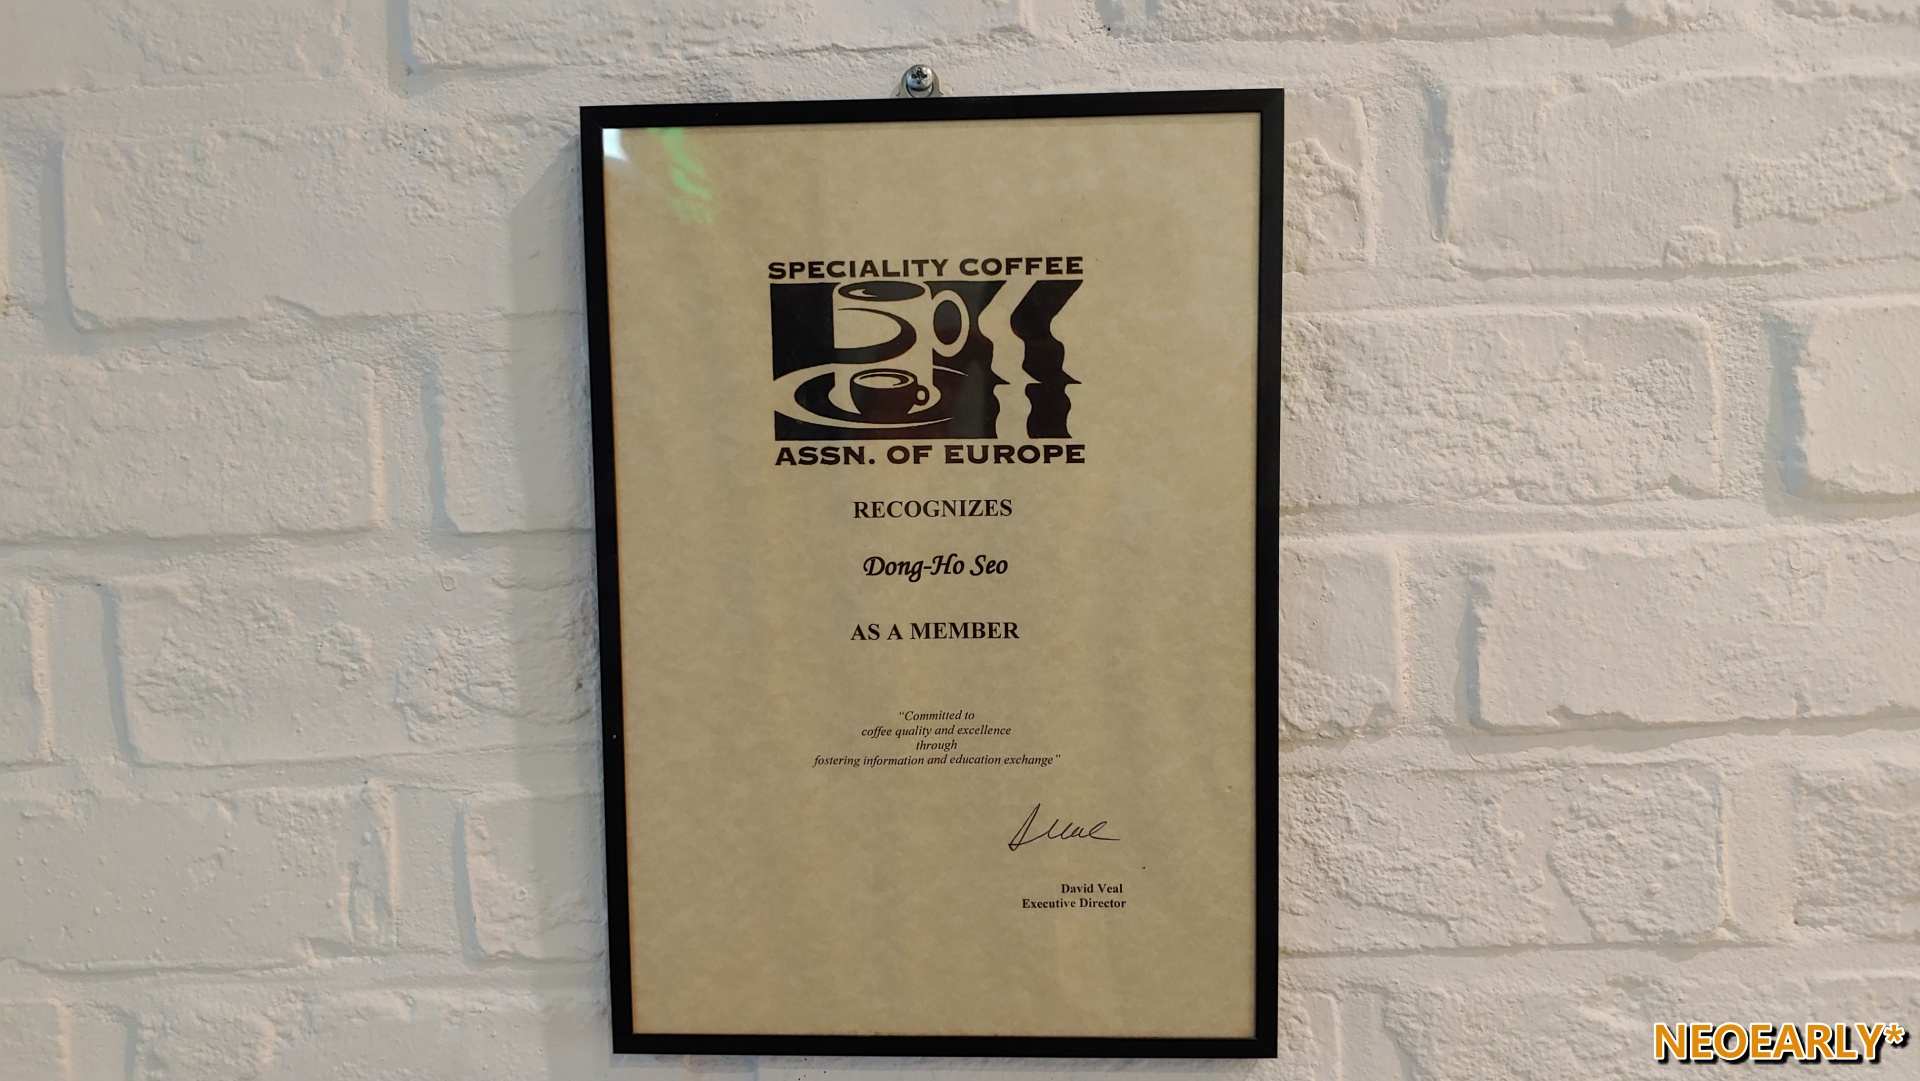 SPECIALITY COFFEE
ASSN. OF EUROPE
RECOGNIZES
Dong-Ho Seo
AS A MEMBER
“Committed to
coffee quality and excellence
through
fostering information and education exchange”
David Veal
Executive Director
NEOEARLY*